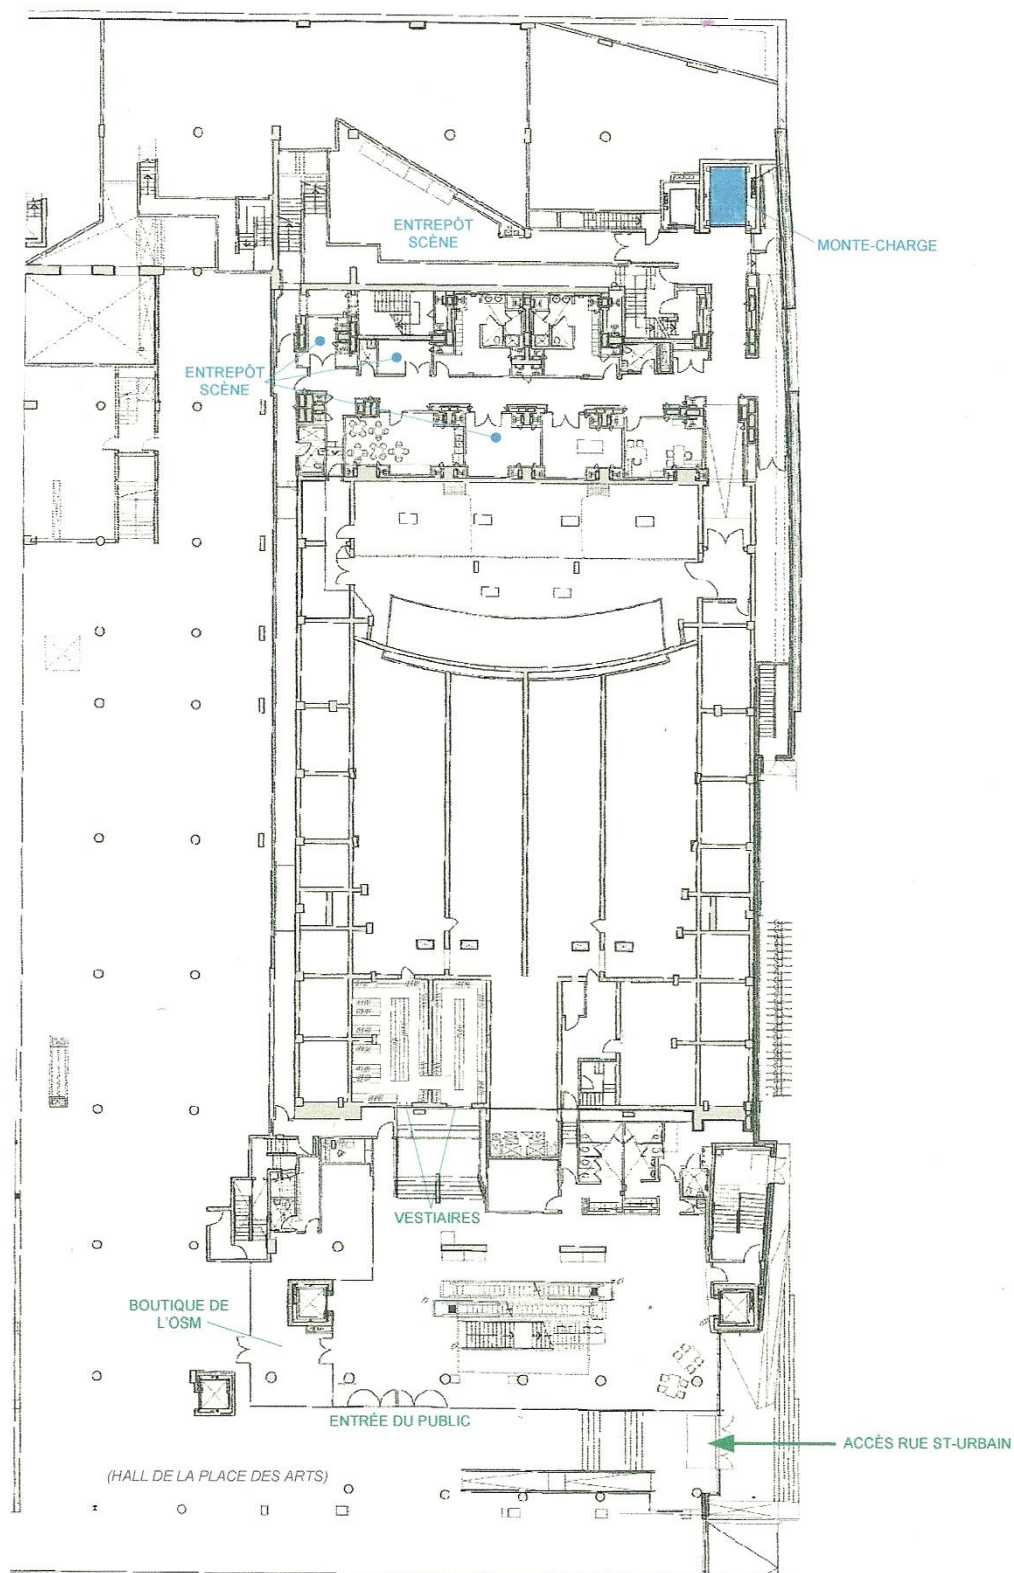 ENTREPÔT
SCÈNE
MONTE-CHARGE
ENTREPÔT
SCÈNE
VESTIAIRES
BOUTIQUE DE
L'OSM
ENTRÉE DU PUBLIC
ACCÈS RUE ST-URBAIN
(HALL DE LA PLACE DES ARTS)